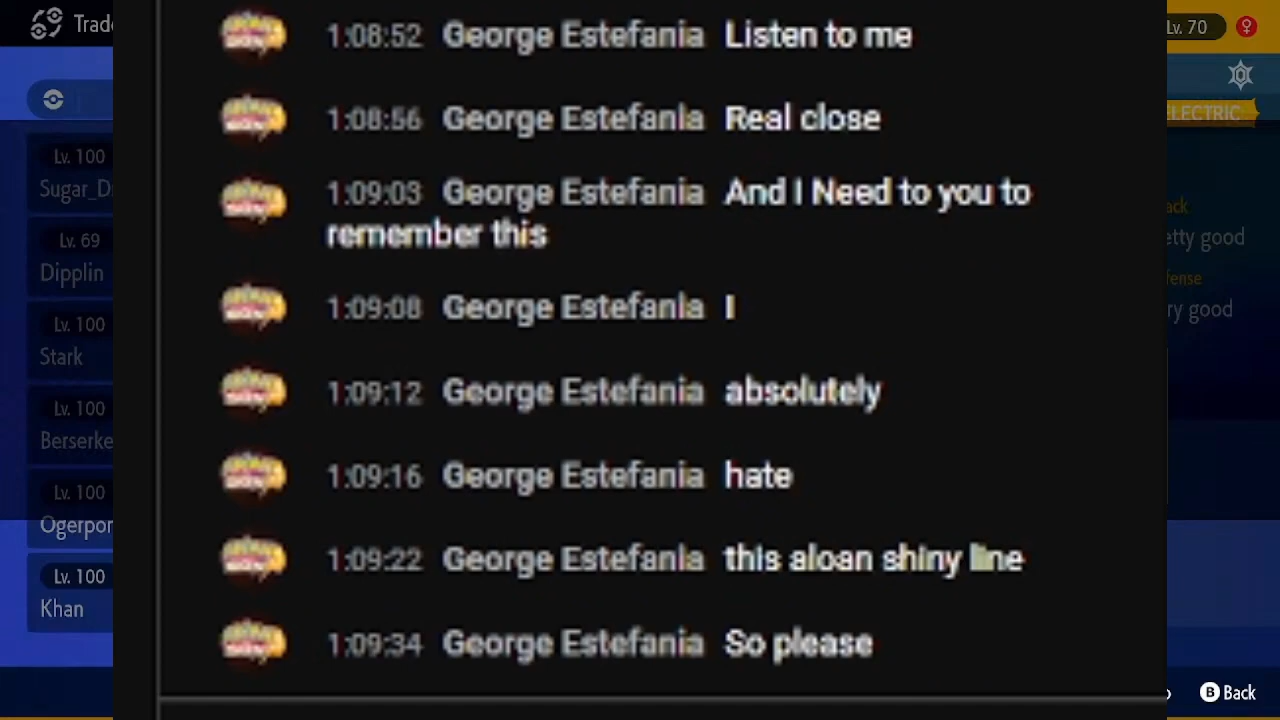 Trade
Lv. 70
Lv. 100
Sugar_D
Lv. 69
Dipplin
Lv. 100
Stark
Lv. 100
Berserke
Lv. 100
Ogerpor
Lv. 100
Khan
1:08:52 George Estefania Listen to me
1:08:56 George Estefania Real close
1:09:03 George Estefania And I Need to you to
remember this
1:09:08 George Estefania I
1:09:12 George Estefania absolutely
1:09:16 George Estefania hate
1:09:22 George Estefania this aloan shiny line
1:09:34 George Estefania So please
ELECTRIC
ack
etty good
fense
ry good
B Back